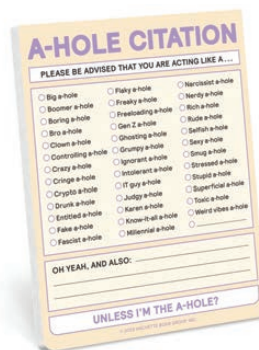 A-HOLE CITATION
PLEASE BE ADVISED THAT YOU ARE ACTING LIKE A...
Big a-hole
Boomer a-hole
Boring a-hole
Bro a-hole
Clown a-hole
Controlling a-hole
Crazy a-hole
Cringe a-hole
Crypto a-hole
Drunk a-hole
Entitled a-hole
Fake a-hole
Fascist a-hole
Flaky a-hole
Freaky a-hole
Freeloading a-hole
Gen Z a-hole
Ghosting a-hole
Grumpy a-hole
Ignorant a-hole
Intolerant a-hole
IT guy a-hole
Judgy a-hole
Karen a-hole
Know-it-all a-hole
Millennial a-hole
Narcissist a-hole
Nerdy a-hole
Rich a-hole
Rude a-hole
Selfish a-hole
Sexy a-hole
Smug a-hole
Stressed a-hole
Stupid a-hole
Superficial a-hole
Toxic a-hole
Weird vibes a-hole
OH YEAH, AND ALSO:
UNLESS I'M THE A-HOLE?
HACHETTE BOOK GROUP, INC.